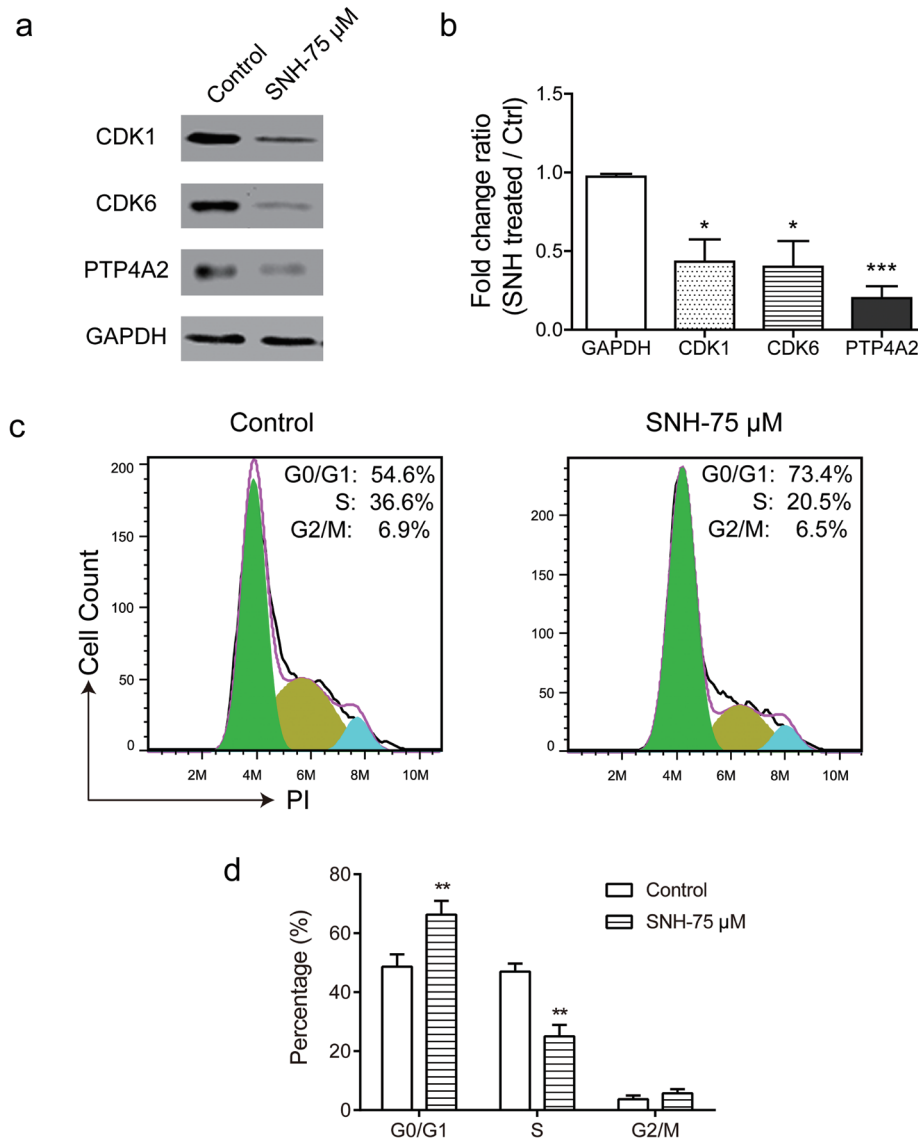 a
Control
SNH-75 μM
CDK1
CDK6
PTP4A2
GAPDH
b
Fold change ratio
(SNH treated / Ctrl)
1.5
1.0
0.5
0.0
*
*
***
GAPDH
CDK1
CDK6
PTP4A2
c
Control
Cell Count
200
150
100
50
0
G0/G1: 54.6%
S: 36.6%
G2/M: 6.9%
2M
4M
6M
8M
10M
PI
SNH-75 μM
200
150
100
50
0
G0/G1: 73.4%
S: 20.5%
G2/M: 6.5%
2M
4M
6M
8M
10M
d
Percentage (%)
80
60
40
20
0
**
**
Control
SNH-75 μM
G0/G1
S
G2/M